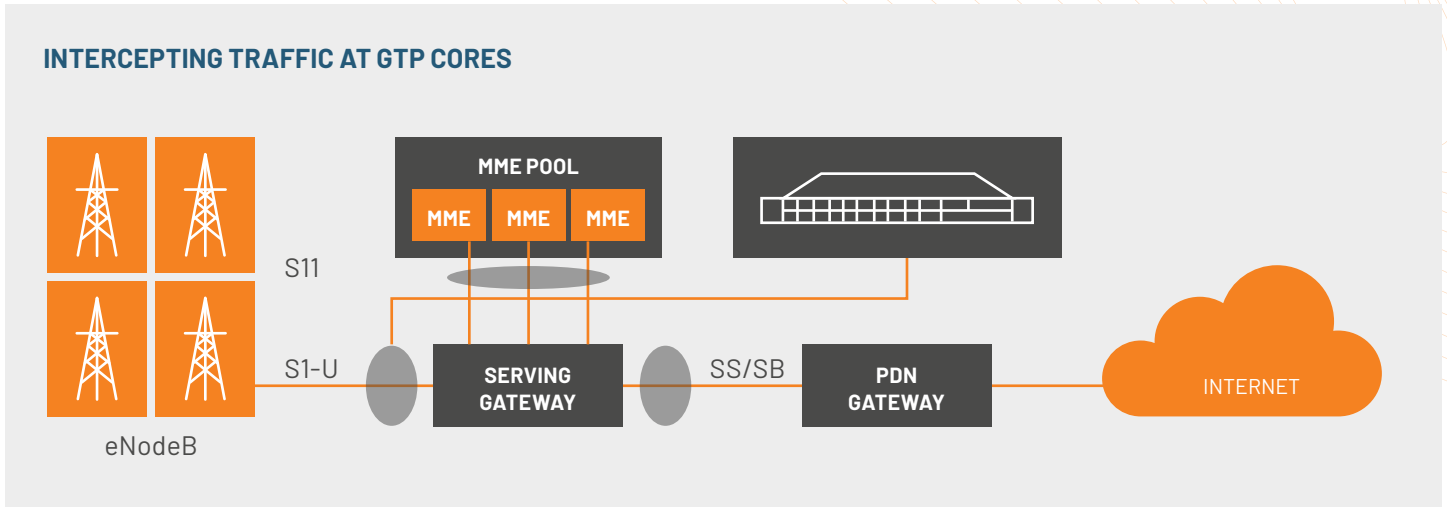 INTERCEPTING TRAFFIC AT GTP CORES
MME POOL
MME MME MME
S11
S1-U
SERVING
GATEWAY
SS/SB
PDN
GATEWAY
INTERNET
eNodeB